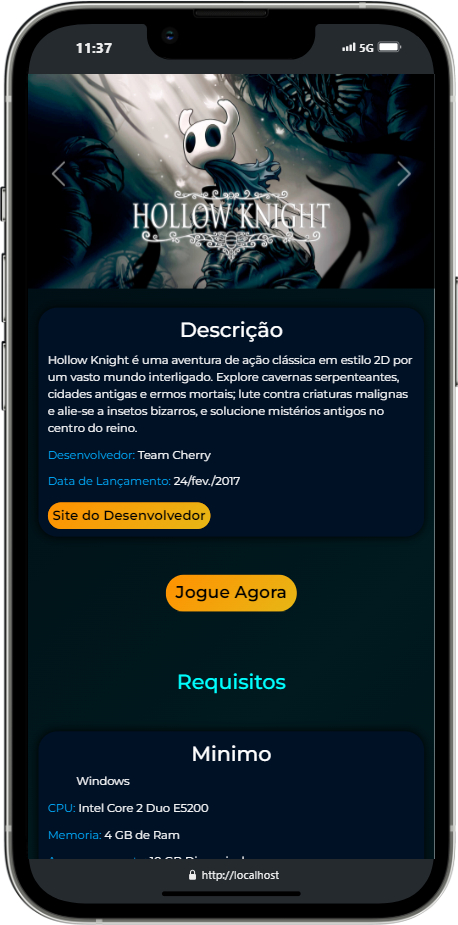 11:37
5G
HOLLOW KNIGHT
Descrição
Hollow Knight é uma aventura de ação clássica em estilo 2D por
um vasto mundo interligado. Explore cavernas serpenteantes,
cidades antigas e ermos mortais; lute contra criaturas malignas
e alie-se a insetos bizarros, e solucione mistérios antigos no
centro do reino.
Desenvolvedor: Team Cherry
Data de Lançamento: 24/fev./2017
Site do Desenvolvedor
Jogue Agora
Requisitos
Minimo
Windows
CPU: Intel Core 2 Duo E5200
Memoria: 4 GB de Ram
http://localhost